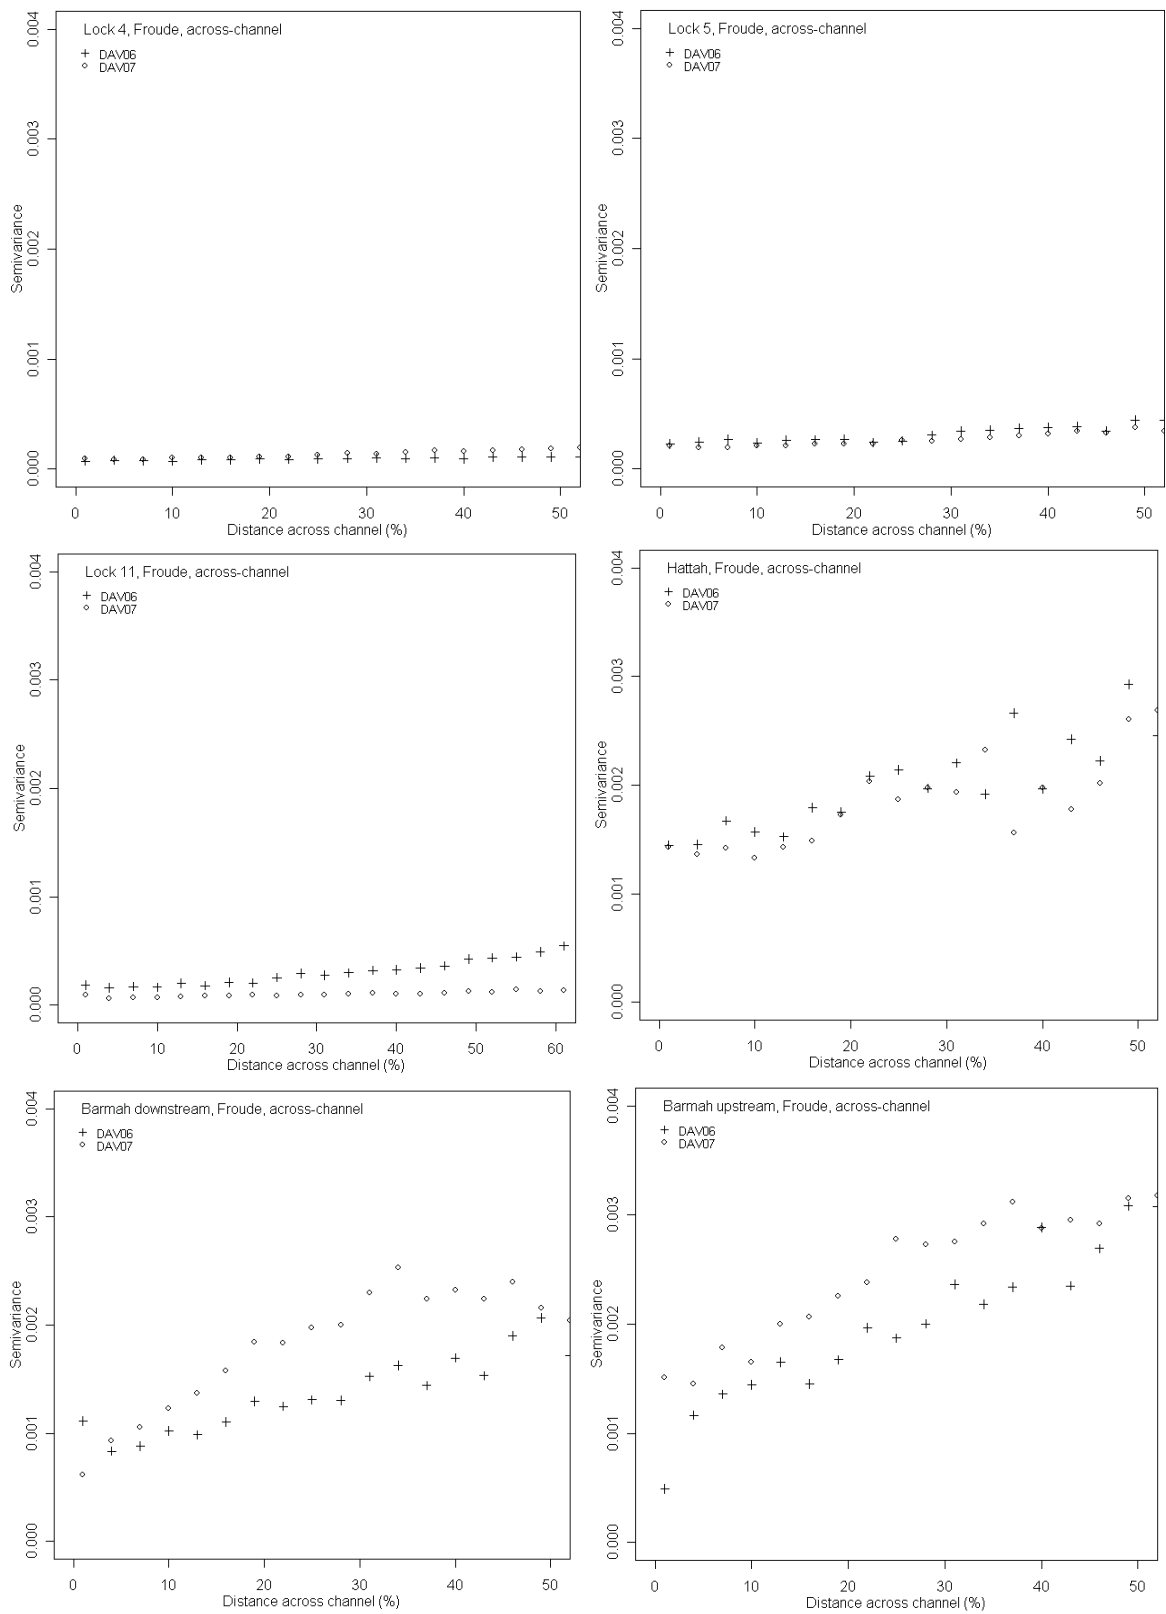 Lock 4, Froude, across-channel
DAV06
DAV07
Semivariance
0.000
0.001
0.002
0.003
0.004
0
10
20
30
40
50
Distance across channel (%)
Lock 5, Froude, across-channel
DAV06
DAV07
Semivariance
0.000
0.001
0.002
0.003
0.004
0
10
20
30
40
50
Distance across channel (%)
Lock 11, Froude, across-channel
DAV06
DAV07
Semivariance
0.000
0.001
0.002
0.003
0.004
0
10
20
30
40
50
60
Distance across channel (%)
Hattah, Froude, across-channel
DAV06
DAV07
Semivariance
0.000
0.001
0.002
0.003
0.004
0
10
20
30
40
50
Distance across channel (%)
Barmah downstream, Froude, across-channel
DAV06
DAV07
Semivariance
0.000
0.001
0.002
0.003
0.004
0
10
20
30
40
50
Distance across channel (%)
Barmah upstream, Froude, across-channel
DAV06
DAV07
Semivariance
0.000
0.001
0.002
0.003
0.004
0
10
20
30
40
50
Distance across channel (%)